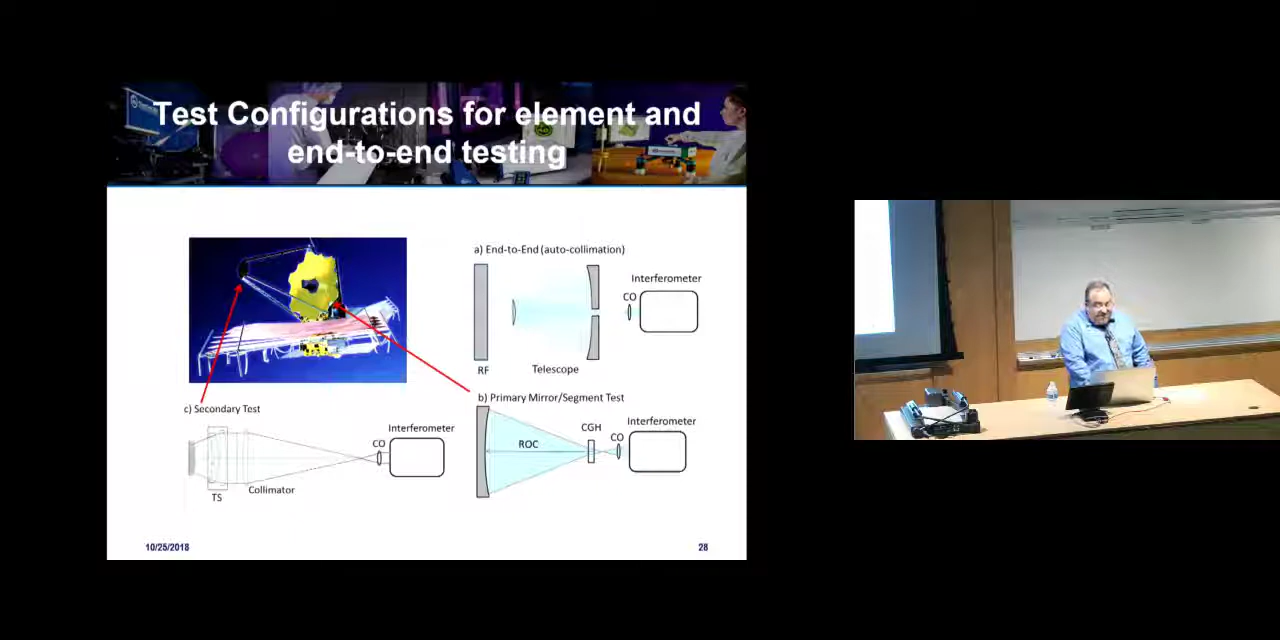 Test Configurations for element and
end-to-end testing
a) End-to-End (auto-collimation)
Interferometer
CO
RF
Telescope
b) Primary Mirror/Segment Test
Interferometer
CGH
CO
ROC
c) Secondary Test
Interferometer
CO
TS
Collimator
10/25/2018
28